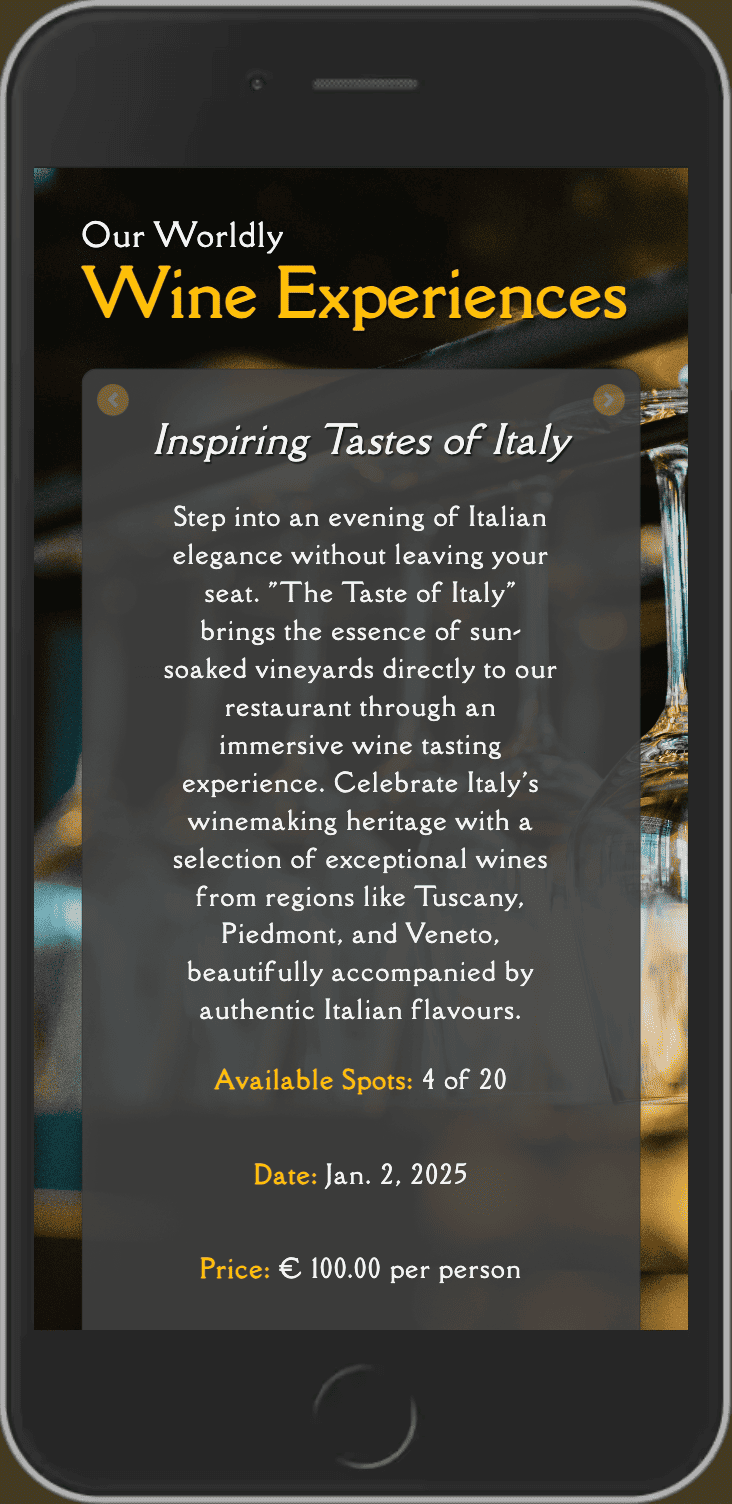 Our Worldly
Wine Experiences
Inspiring Tastes of Italy
Step into an evening of Italian
elegance without leaving your
seat. "The Taste of Italy"
brings the essence of sun-
soaked vineyards directly to our
restaurant through an
immersive wine tasting
experience. Celebrate Italy's
winemaking heritage with a
selection of exceptional wines
from regions like Tuscany,
Piedmont, and Veneto,
beautifully accompanied by
authentic Italian flavours.
Available Spots: 4 of 20
Date: Jan. 2, 2025
Price: € 100.00 per person